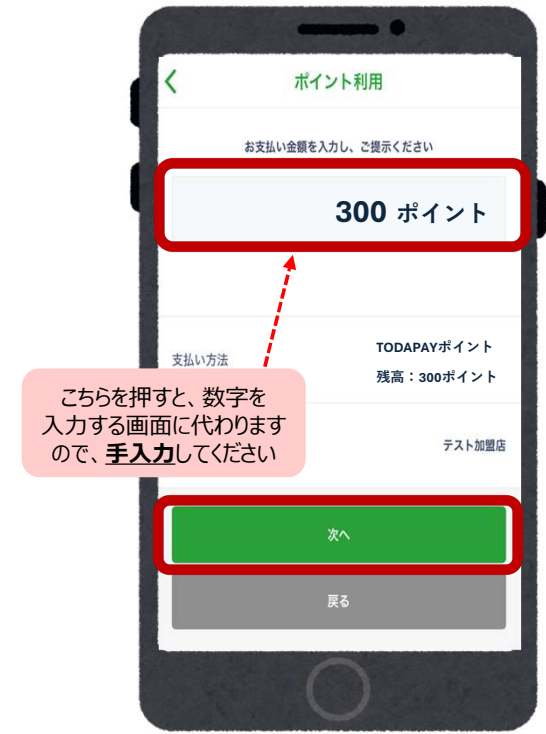 ポイント利用
お支払い金額を入力し、ご提示ください
300 ポイント
支払い方法
TODAPAYポイント
残高：300ポイント
こちらを押すと、数字を
入力する画面に代わります
ので、手入力してください
テスト加盟店
次へ
戻る